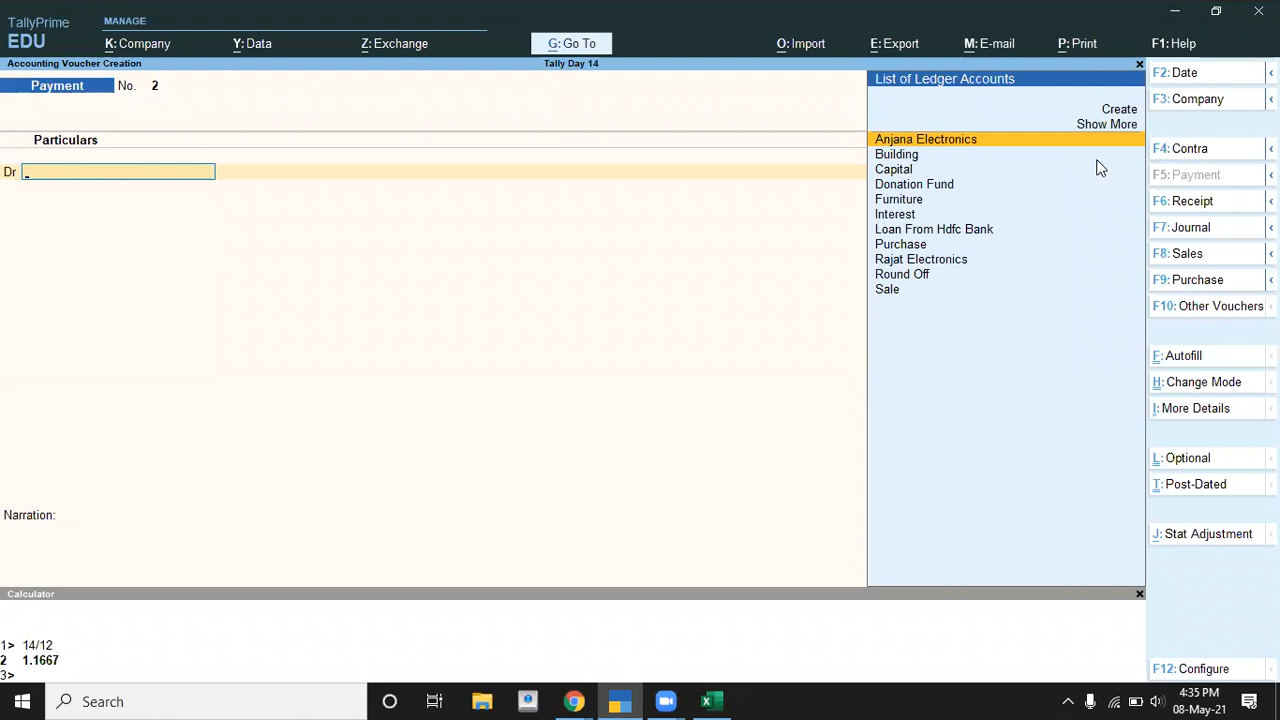 TallyPrime
EDU
MANAGE
K: Company
Y: Data
Z: Exchange
G: Go To
O: Import
E: Export
M: E-mail
P: Print
F1: Help
Accounting Voucher Creation
Tally Day 14
Payment No. 2
Particulars
Dr
Narration:
List of Ledger Accounts
Create
Show More
Anjana Electronics
Building
Capital
Donation Fund
Furniture
Interest
Loan From Hdfc Bank
Purchase
Rajat Electronics
Round Off
Sale
F2: Date
F3: Company
F4: Contra
F5: Payment
F6: Receipt
F7: Journal
F8: Sales
F9: Purchase
F10: Other Vouchers
F: Autofill
H: Change Mode
I: More Details
L: Optional
T: Post-Dated
J: Stat Adjustment
F12: Configure
Calculator
1> 14/12
2 1.1667
3>
Search
4:35 PM
08-May-21